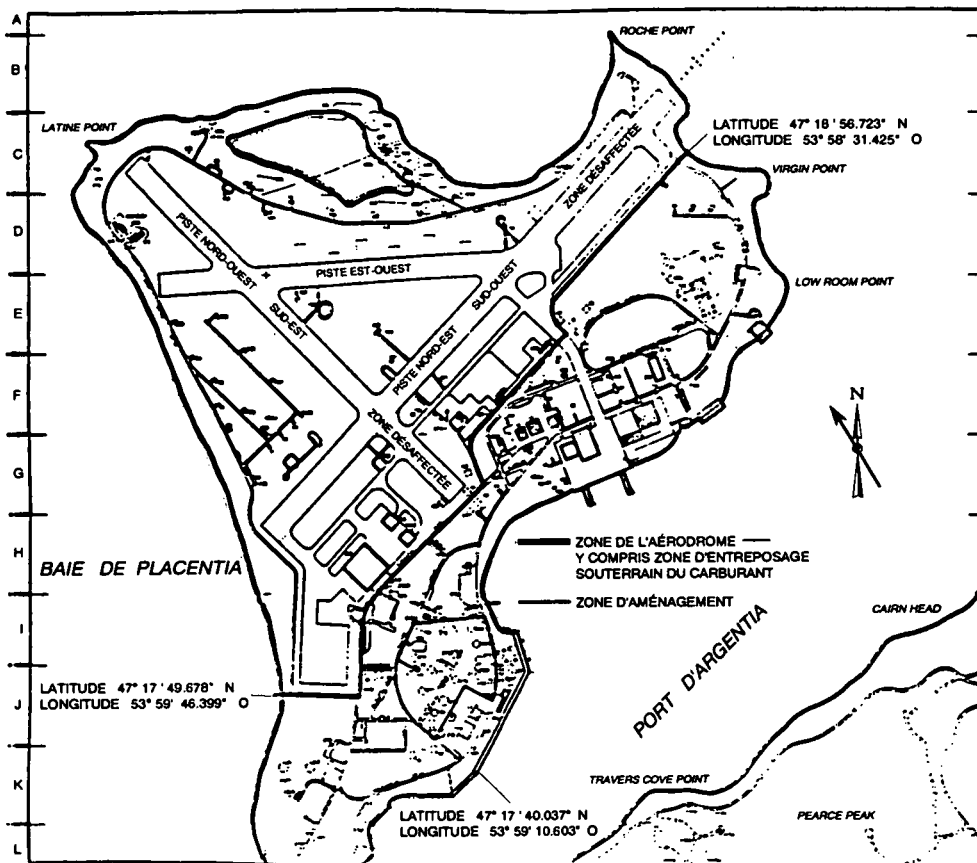 A
B
C
D
E
F
G
H
I
J
K
L
ROCHE POINT
LATITUDE 47° 18 ' 56.723" N
LONGITUDE 53° 58' 31.425" O
LATINE POINT
VIRGIN POINT
ZONE DÉSAFFECTÉE
PISTE NORD-OUEST
SUD-EST
PISTE EST-OUEST
PISTE NORD-EST
SUD-OUEST
LOW ROOM POINT
ZONE DÉSAFFECTÉE
N
BAIE DE PLACENTIA
ZONE DE L'AÉRODROME —
Y COMPRIS ZONE D'ENTREPOSAGE
SOUTERRAIN DU CARBURANT
ZONE D'AMÉNAGEMENT
CAIRN HEAD
PORT D'ARGENTIA
LATITUDE 47° 17 ' 49.678" N
LONGITUDE 53° 59 ' 46.399" O
TRAVERS COVE POINT
LATITUDE 47° 17 ' 40.037" N
LONGITUDE 53° 59 ' 10.603" O
PEARCE PEAK